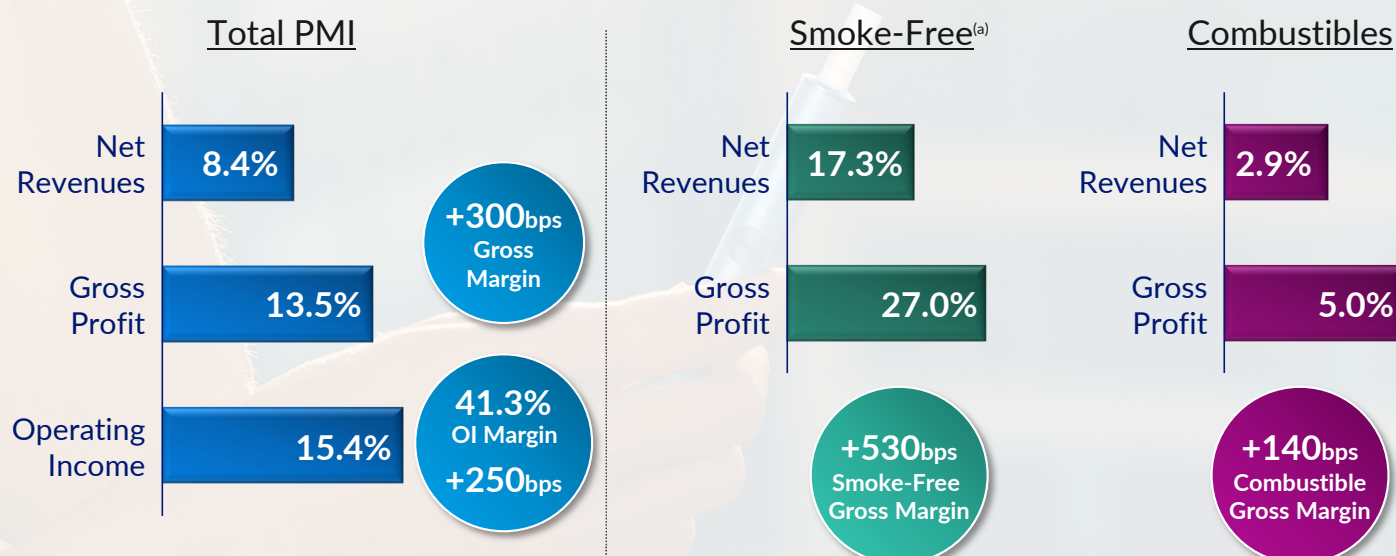 Total PMI
Net
Revenues
8.4%
Gross
Profit
13.5%
Operating
Income
15.4%
+300bps
Gross
Margin
41.3%
OI Margin
+250bps
Smoke-Free(a)
Net
Revenues
17.3%
Gross
Profit
27.0%
+530bps
Smoke-Free
Gross Margin
Combustibles
Net
Revenues
2.9%
Gross
Profit
5.0%
+140bps
Combustible
Gross Margin